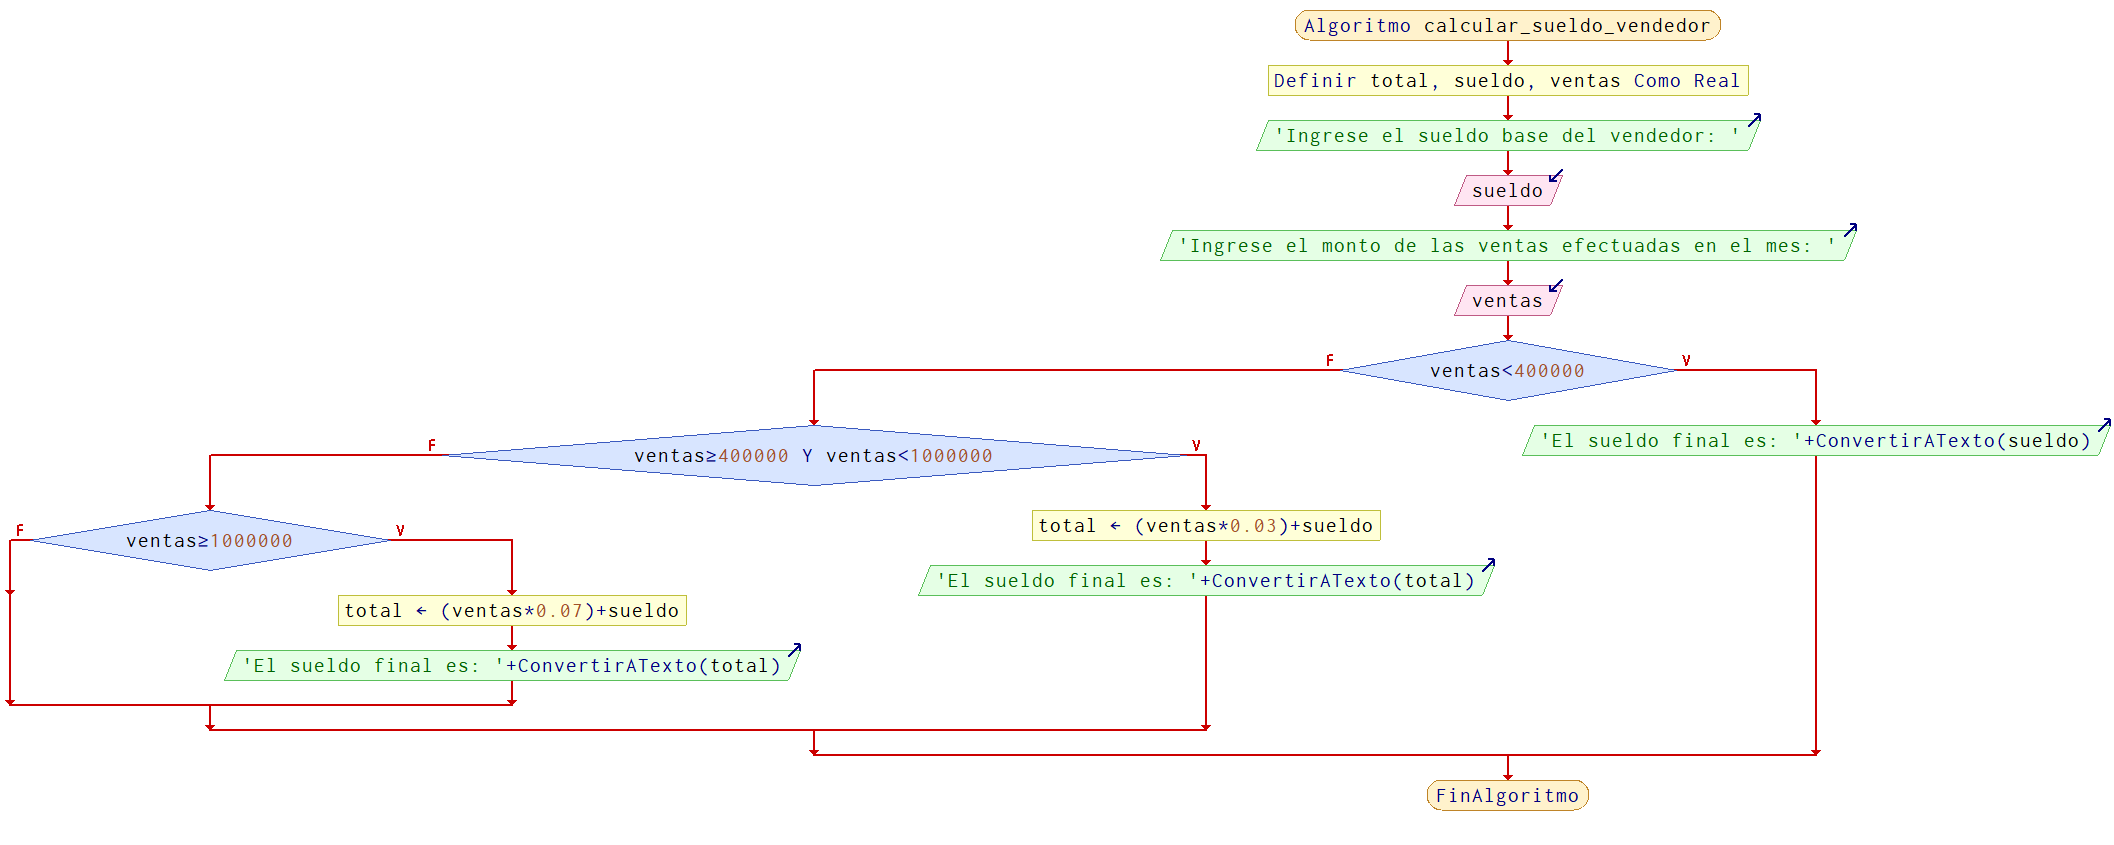 Algoritmo calcular_sueldo_vendedor
Definir total, sueldo, ventas Como Real
'Ingrese el sueldo base del vendedor: '
sueldo
'Ingrese el monto de las ventas efectuadas en el mes: '
ventas
F
V
ventas<400000
F
V
'El sueldo final es: '+ConvertirATexto(sueldo)
ventas≥400000 Y ventas<1000000
F
V
total ← (ventas*0.03)+sueldo
ventas≥1000000
'El sueldo final es: '+ConvertirATexto(total)
total ← (ventas*0.07)+sueldo
'El sueldo final es: '+ConvertirATexto(total)
FinAlgoritmo